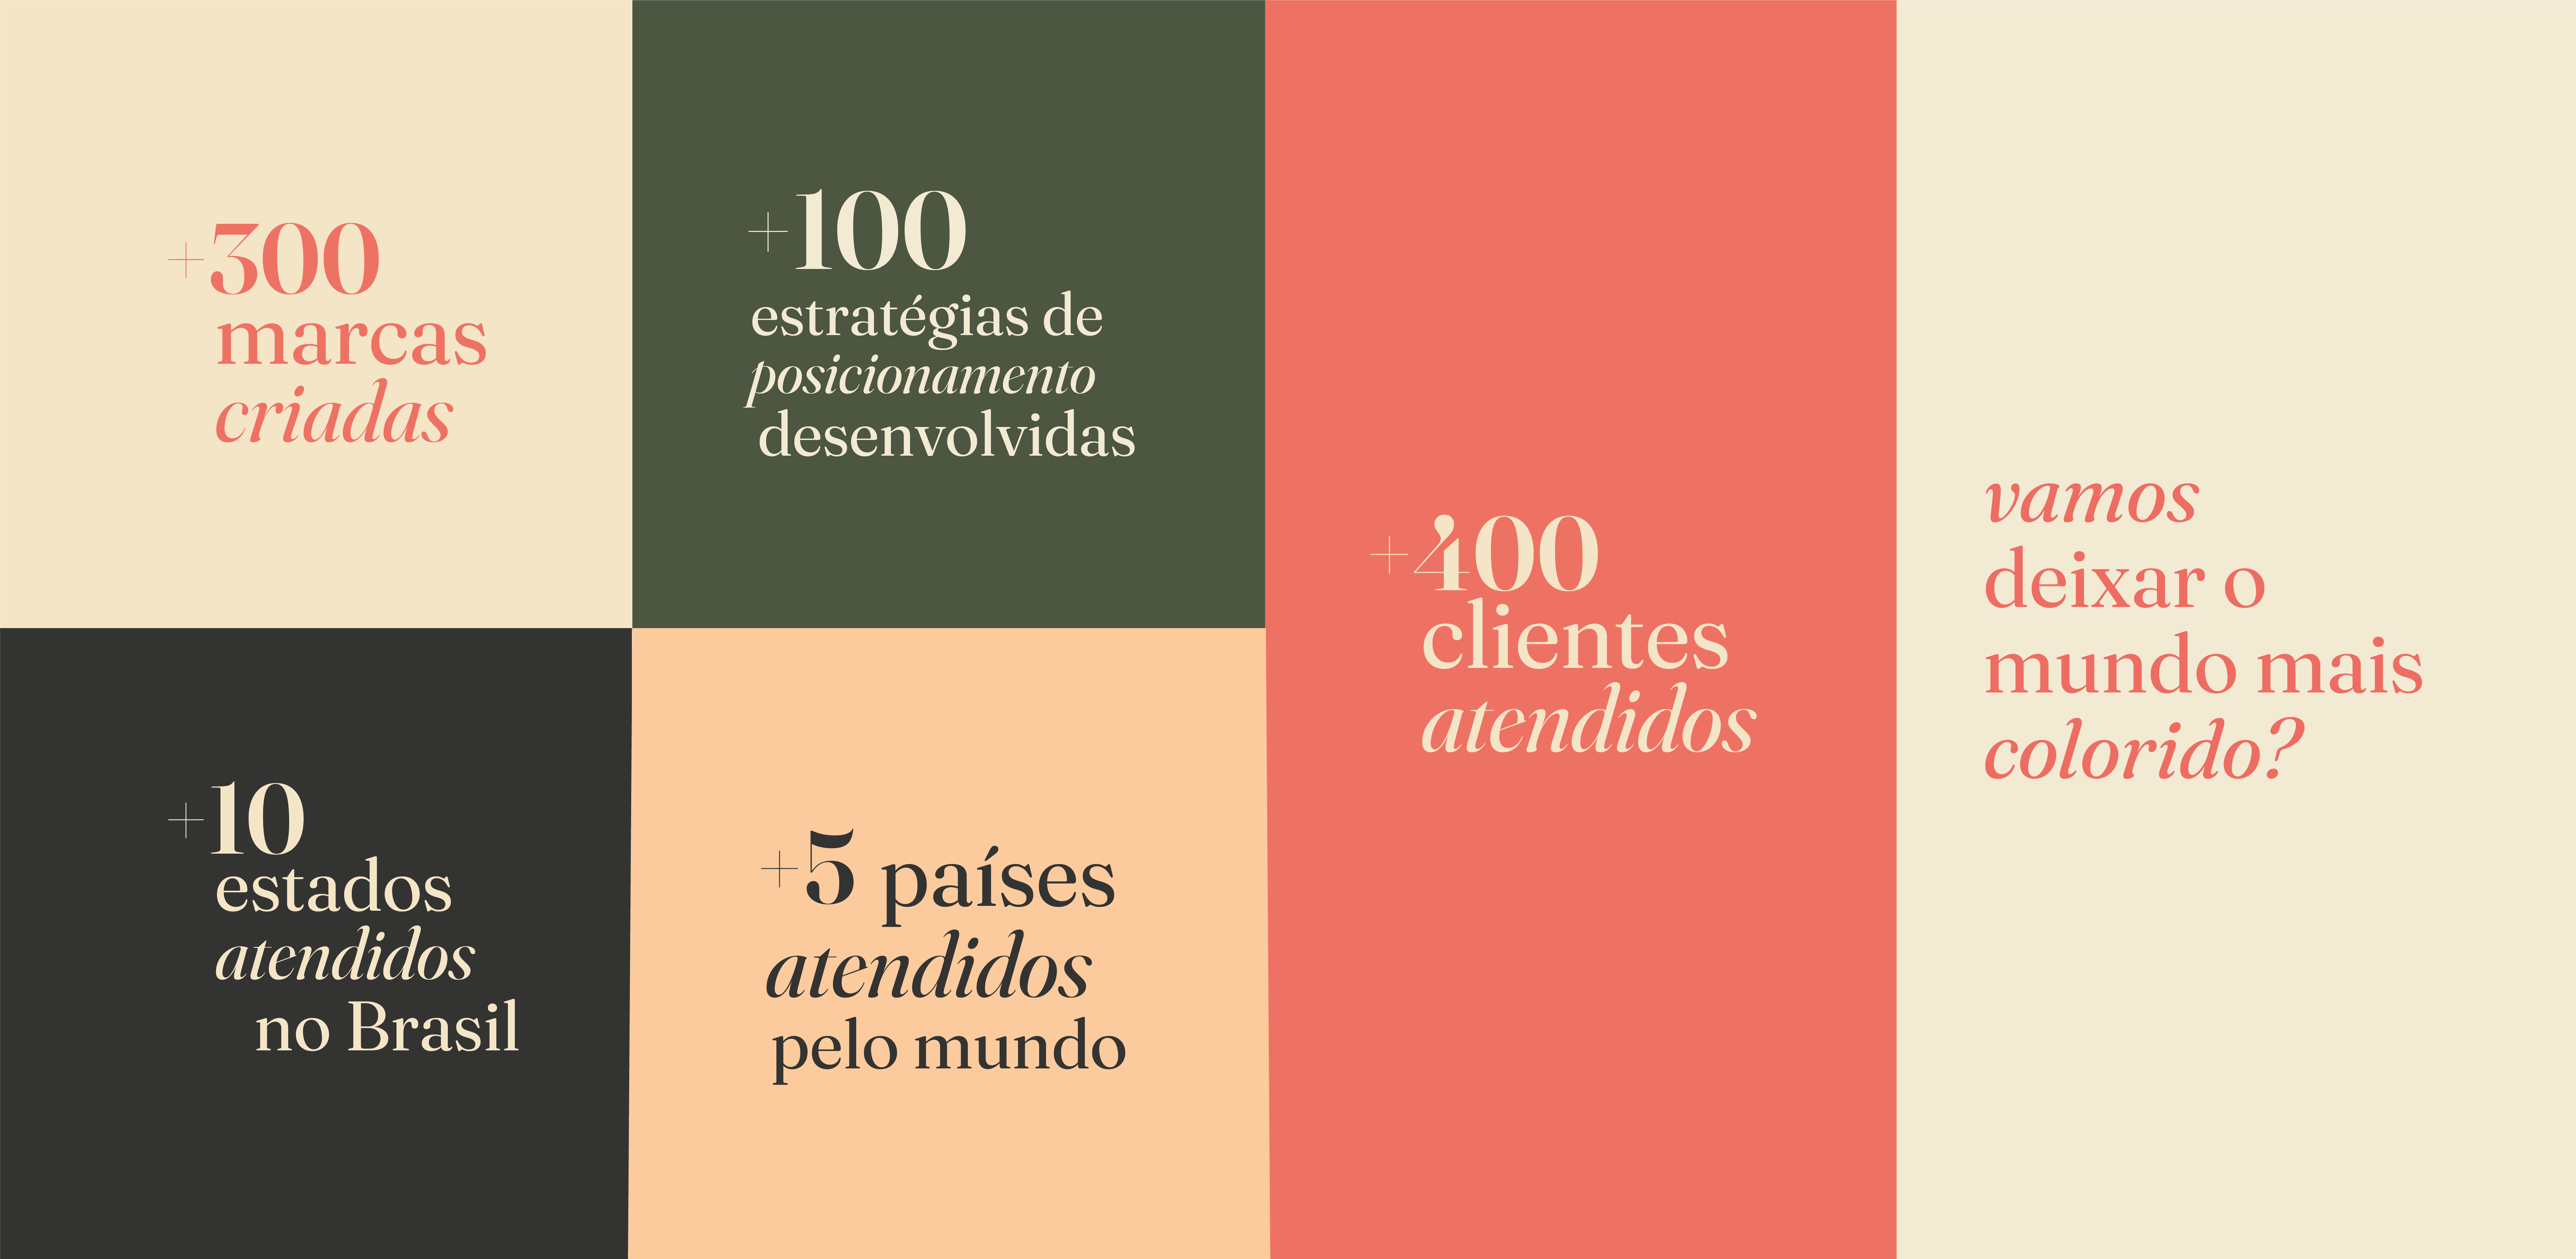 +300
marcas
criadas
+100
estratégias de
posicionamento
desenvolvidas
+10
estados
atendidos
no Brasil
+5 países
atendidos
pelo mundo
+400
clientes
atendidos
vamos
deixar o
mundo mais
colorido?